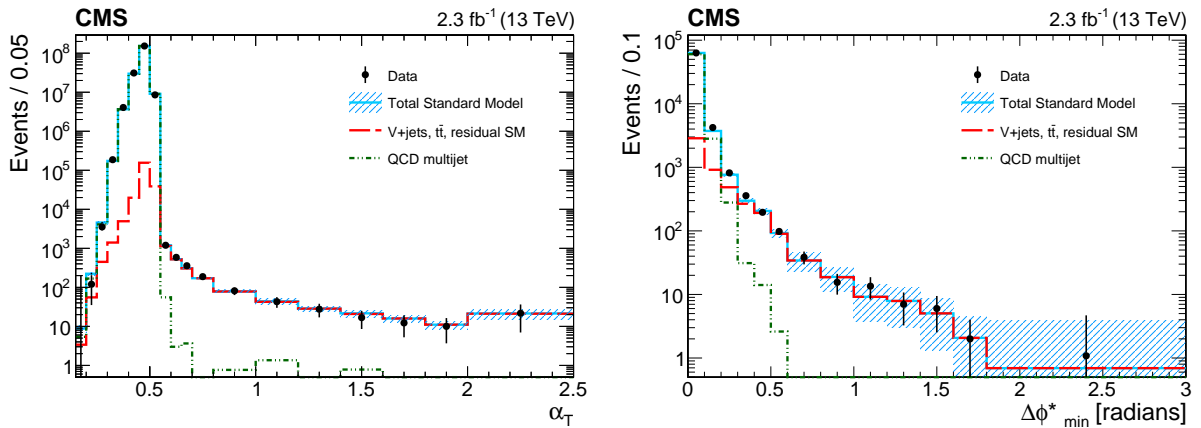 CMS 2.3 fb⁻¹ (13 TeV)
Events / 0.05
10⁸
10⁷
10⁶
10⁵
10⁴
10³
10²
10
1
Data
Total Standard Model
V+jets, tt̄, residual SM
QCD multijet
0.5 1 1.5 2 2.5
α_T
CMS 2.3 fb⁻¹ (13 TeV)
Events / 0.1
10⁵
10⁴
10³
10²
10
1
Data
Total Standard Model
V+jets, tt̄, residual SM
QCD multijet
0 0.5 1 1.5 2 2.5 3
Δϕ*_min [radians]